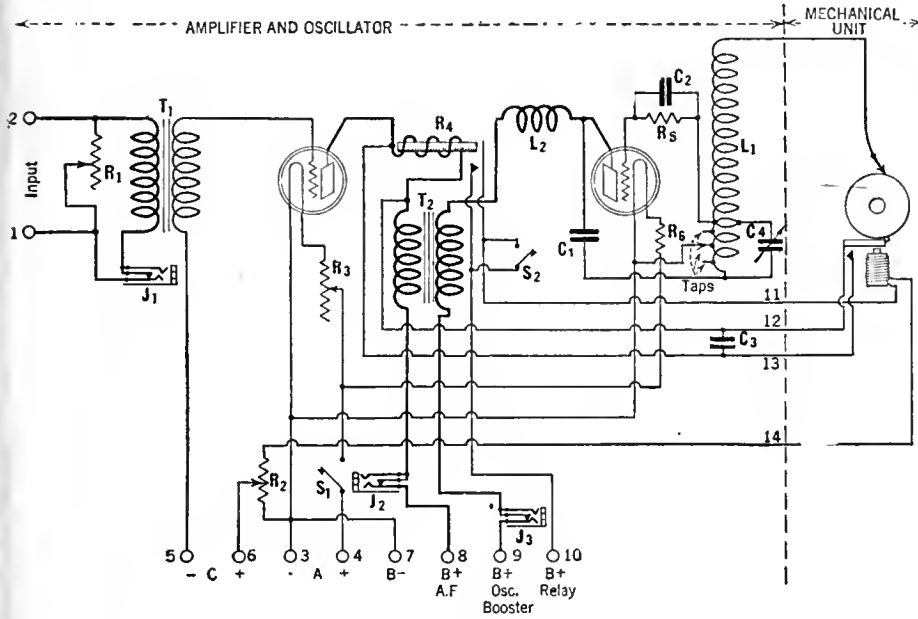 AMPLIFIER AND OSCILLATOR
MECHANICAL
UNIT
T1
C2
2
R4
L2
R5
L1
R1
Input
R3
T2
R6
C4
1
C1
S2
Taps
J1
11
12
C3
13
14
R2
S1
J2
J3
5 6 3 4 7 8 9 10
- C + - A + B- B+ B+ B+
A.F Osc. Relay
Booster